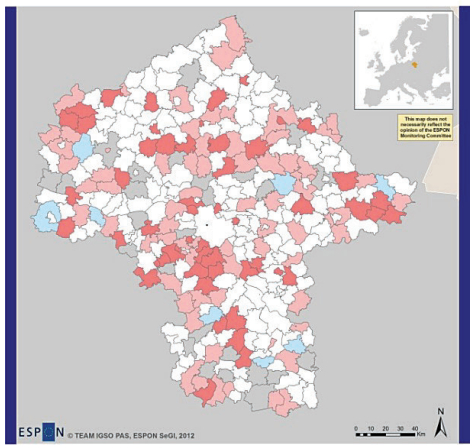 This map does not
necessarily reflect the
opinion of the ESPON
Monitoring Committee
ESPON © TEAM IGSO PAS, ESPON SeGI, 2012
N
0 10 20 30 40
Km